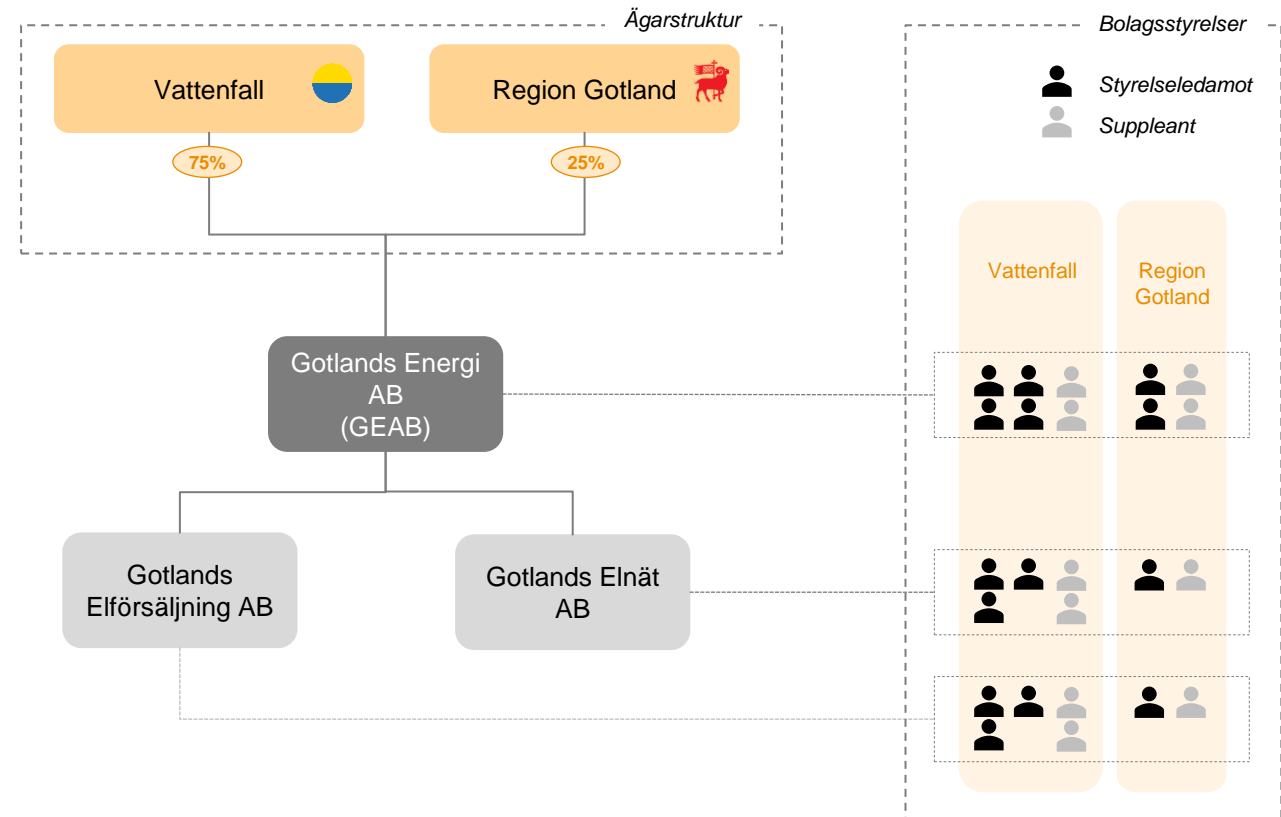 Ägarstruktur
Vattenfall
Region Gotland
75%
25%
Gotlands Energi
AB
(GEAB)
Gotlands
Elförsäljning AB
Gotlands Elnät
AB
Bolagsstyrelser
Styrelseledamot
Suppleant
Vattenfall
Region
Gotland